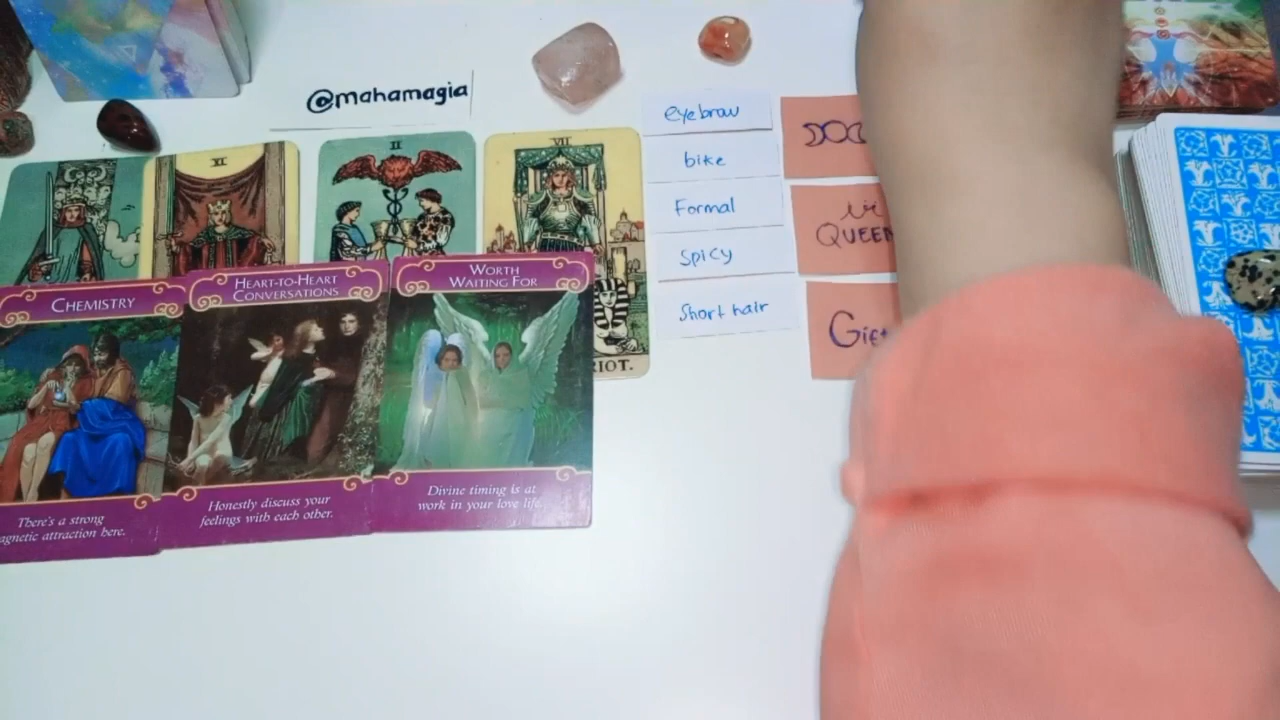 @mahamagia
XI
II
VII
IOT.
eyebrow
bike
Formal
Spicy
Short hair
QUEEN
Gift
CHEMISTRY
There's a strong
agnetic attraction here.
HEART-TO-HEART
CONVERSATIONS
Honestly discuss your
feelings with each other.
WORTH
WAITING FOR
Divine timing is at
work in your love life.